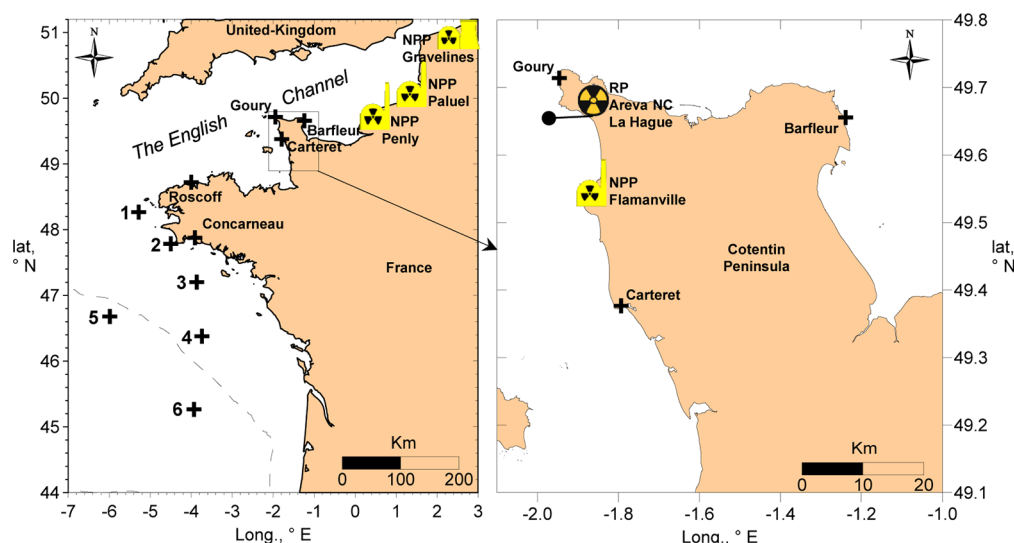 51
50
49
48
47
46
45
44
lat,
° N
-7 -6 -5 -4 -3 -2 -1 0 1 2 3
Long., ° E
N
United-Kingdom
The English Channel
NPP
Gravelines
NPP
Paluel
NPP
Penly
Goury
Barfleur
Carteret
Roscoff
Concarneau
France
1
2
3
4
5
6
Km
0 100 200
49.8
49.7
49.6
49.5
49.4
49.3
49.2
49.1
lat,
° N
-2.0 -1.8 -1.6 -1.4 -1.2 -1.0
Long., ° E
N
Goury
RP
Areva NC
La Hague
Barfleur
NPP
Flamanville
Cotentin
Peninsula
Carteret
Km
0 10 20